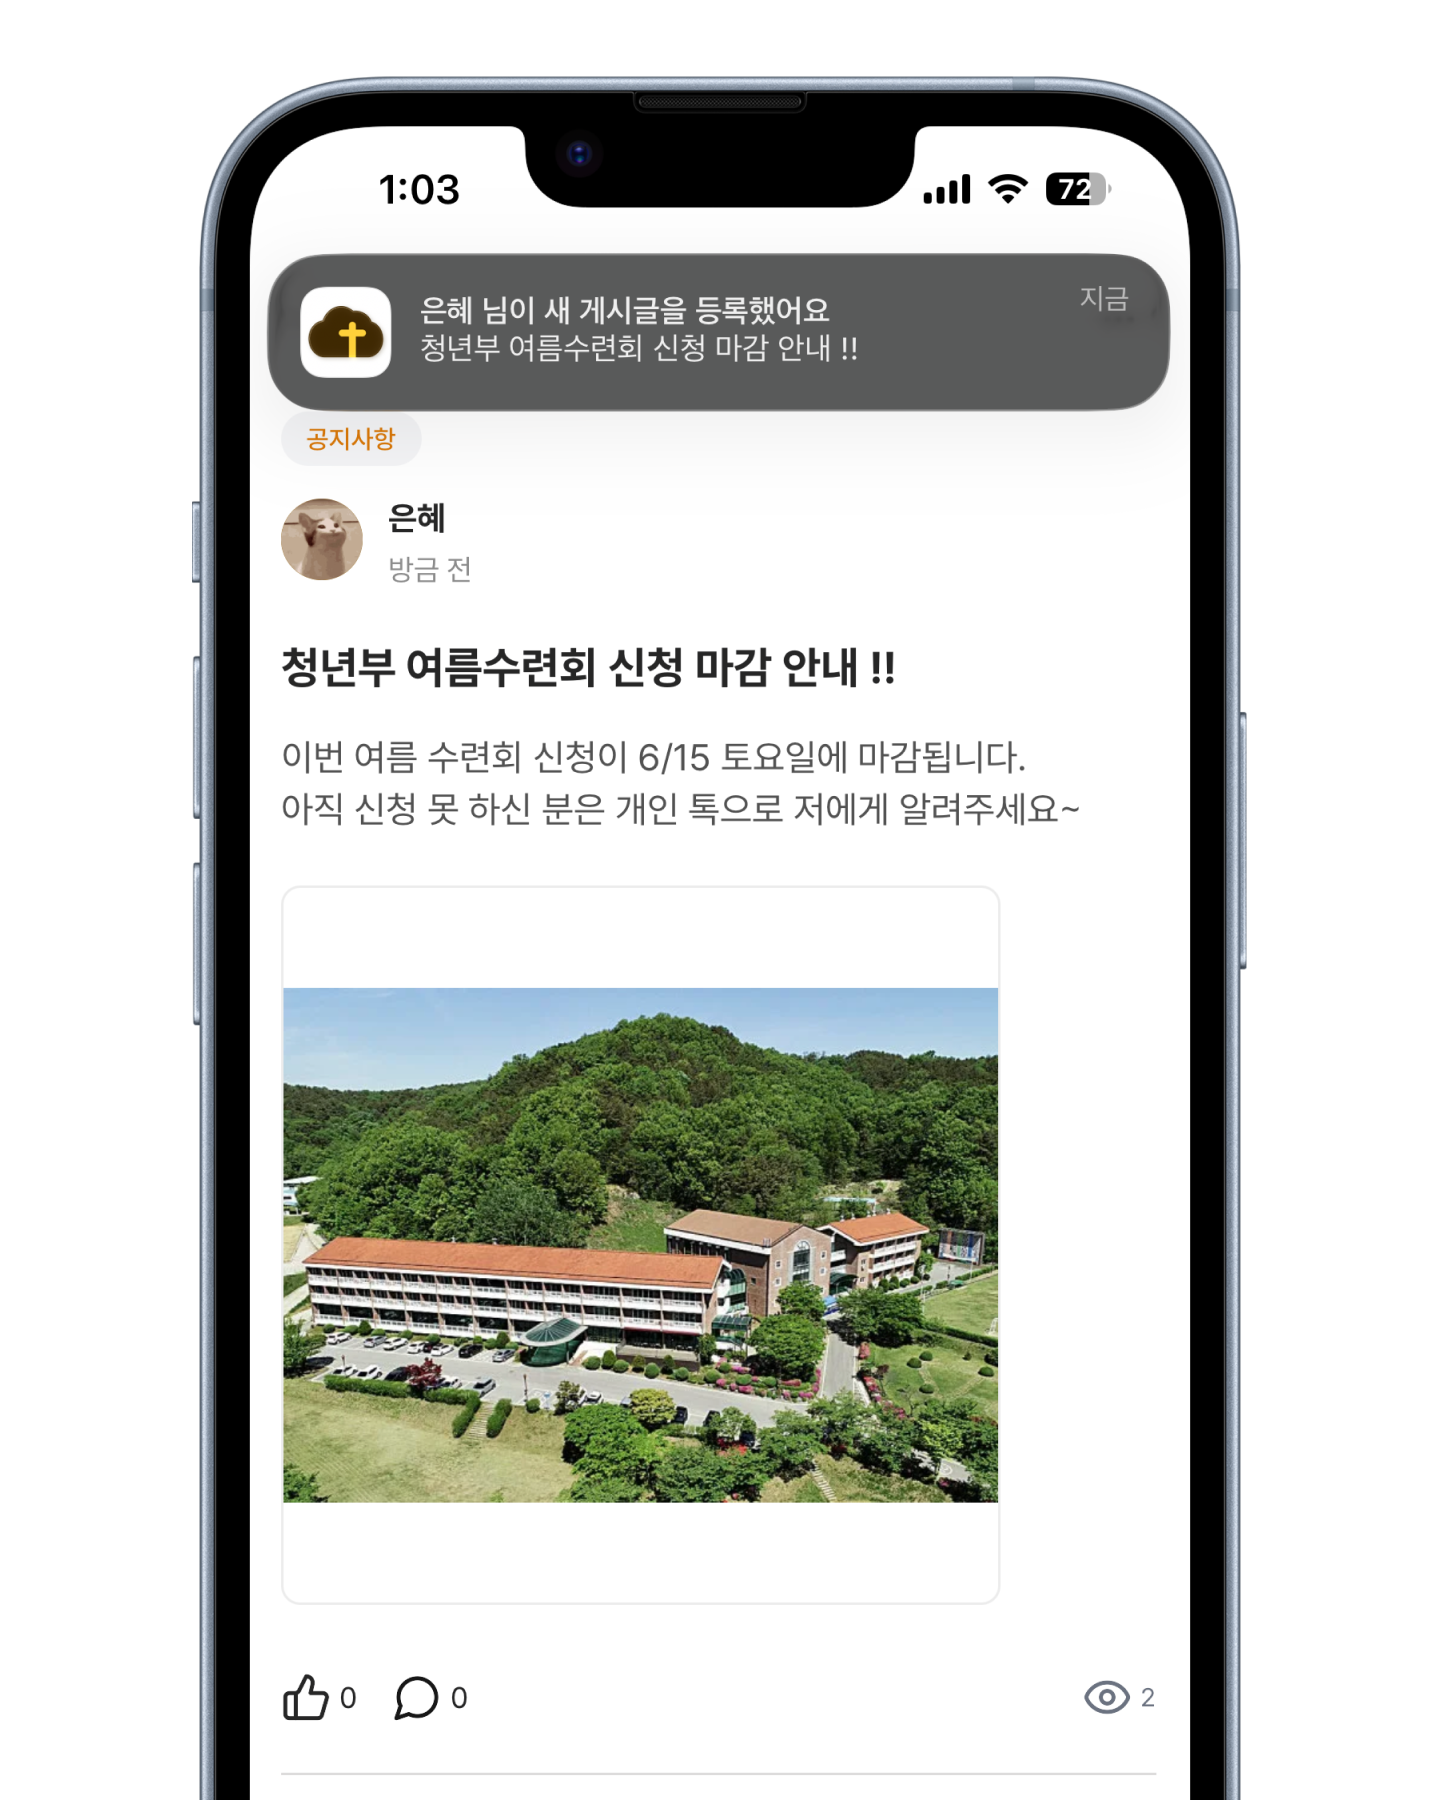 1:03
72
은혜 님이 새 게시글을 등록했어요
지금
청년부 여름수련회 신청 마감 안내 !!
공지사항
은혜
방금 전
청년부 여름수련회 신청 마감 안내 !!
이번 여름 수련회 신청이 6/15 토요일에 마감됩니다.
아직 신청 못 하신 분은 개인 톡으로 저에게 알려주세요~
0
0
2